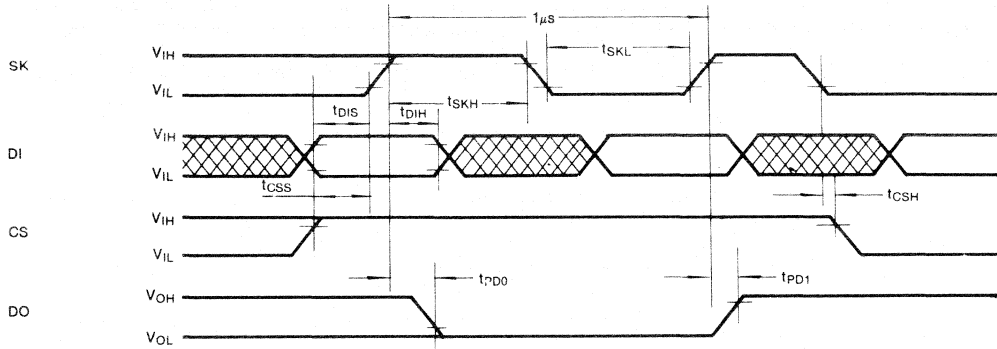 1μs
SK
VIH
VIL
tSKL
tSKH
tDIS
tDIH
DI
VIH
VIL
tCSS
tCSH
CS
VIH
VIL
tPD0
tPD1
DO
VOH
VOL